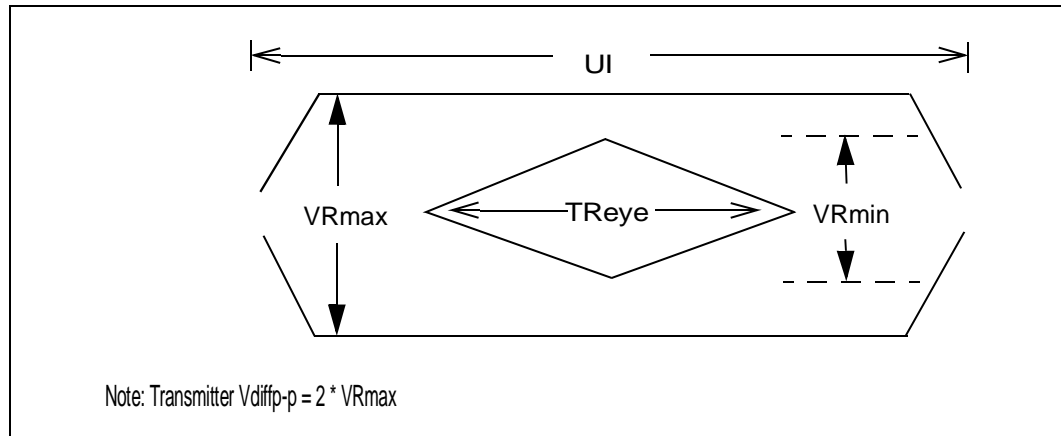 UI
VRmax
TReye
VRmin
Note: Transmitter Vdiffp-p = 2 * VRmax